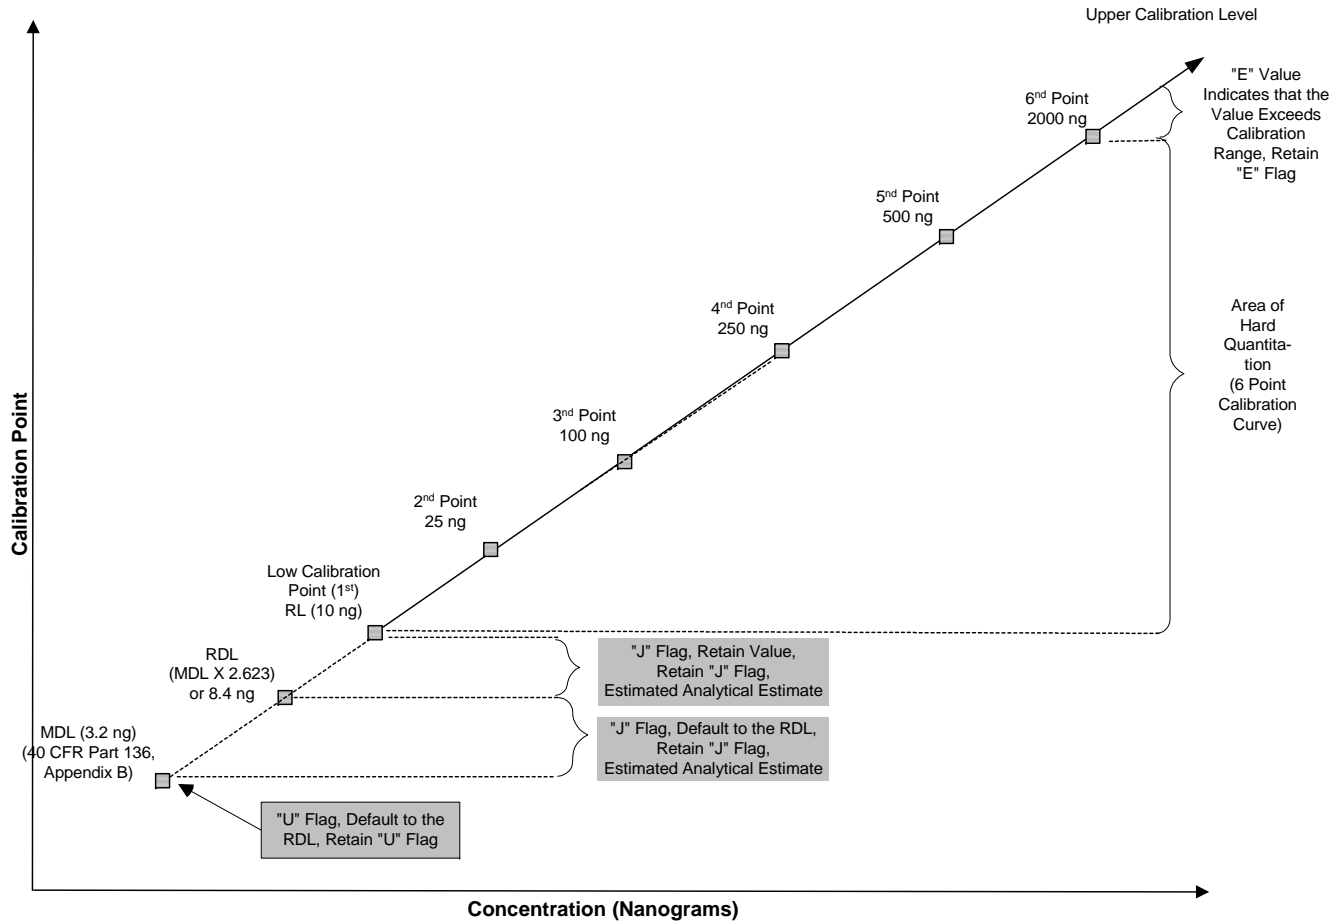 Upper Calibration Level
"E" Value
Indicates that the
Value Exceeds
Calibration
Range, Retain
"E" Flag
6nd Point
2000 ng
5nd Point
500 ng
4nd Point
250 ng
3nd Point
100 ng
2nd Point
25 ng
Area of
Hard
Quantita-
tion
(6 Point
Calibration
Curve)
Calibration Point
Low Calibration
Point (1st)
RL (10 ng)
RDL
(MDL X 2.623)
or 8.4 ng
MDL (3.2 ng)
(40 CFR Part 136,
Appendix B)
"J" Flag, Retain Value,
Retain "J" Flag,
Estimated Analytical Estimate
"J" Flag, Default to the RDL,
Retain "J" Flag,
Estimated Analytical Estimate
"U" Flag, Default to the
RDL, Retain "U" Flag
Concentration (Nanograms)